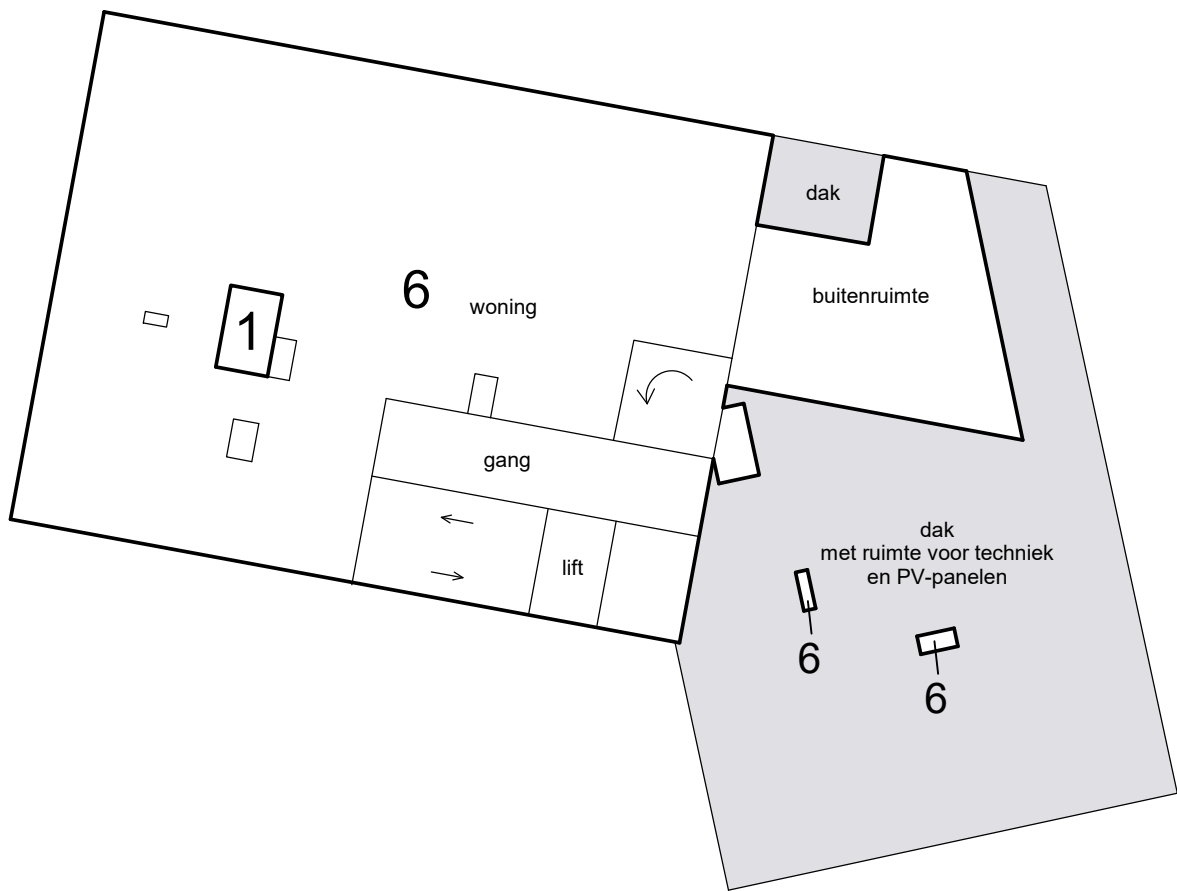 dak
6
woning
buitenruimte
1
gang
dak
met ruimte voor techniek
en PV-panelen
lift
6
6